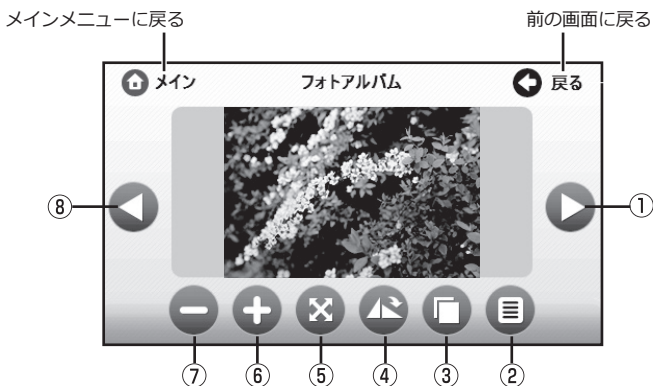 メインメニューに戻る
前の画面に戻る
メイン
フォトアルバム
戻る
⑧
①
⑦
⑥
⑤
④
③
②